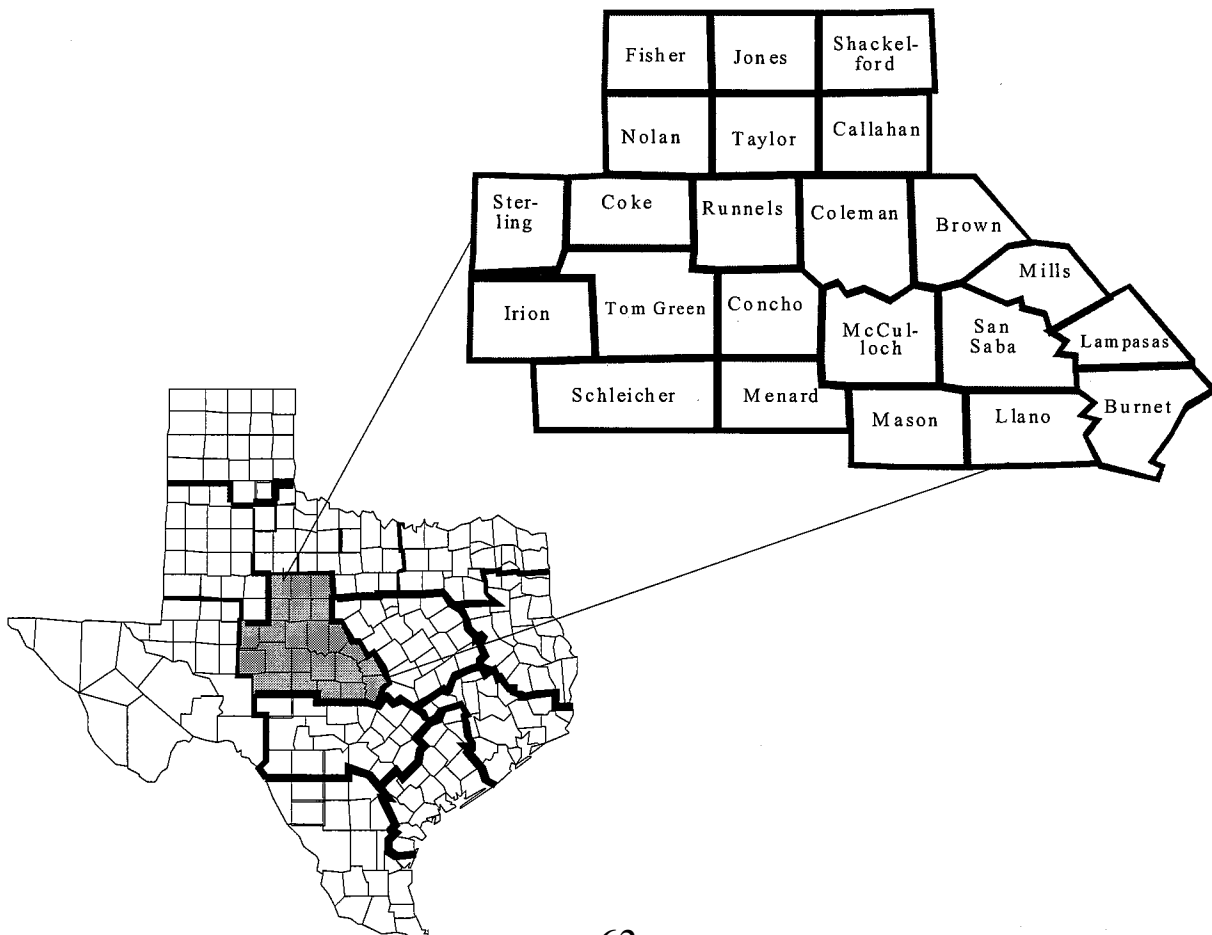 Fisher
Jones
Shackel-
ford
Nolan
Taylor
Callahan
Ster-
ling
Coke
Runnels
Coleman
Brown
Mills
Irion
Tom Green
Concho
McCul-
loch
San
Saba
Lampasas
Schleicher
Menard
Mason
Llano
Burnet
62